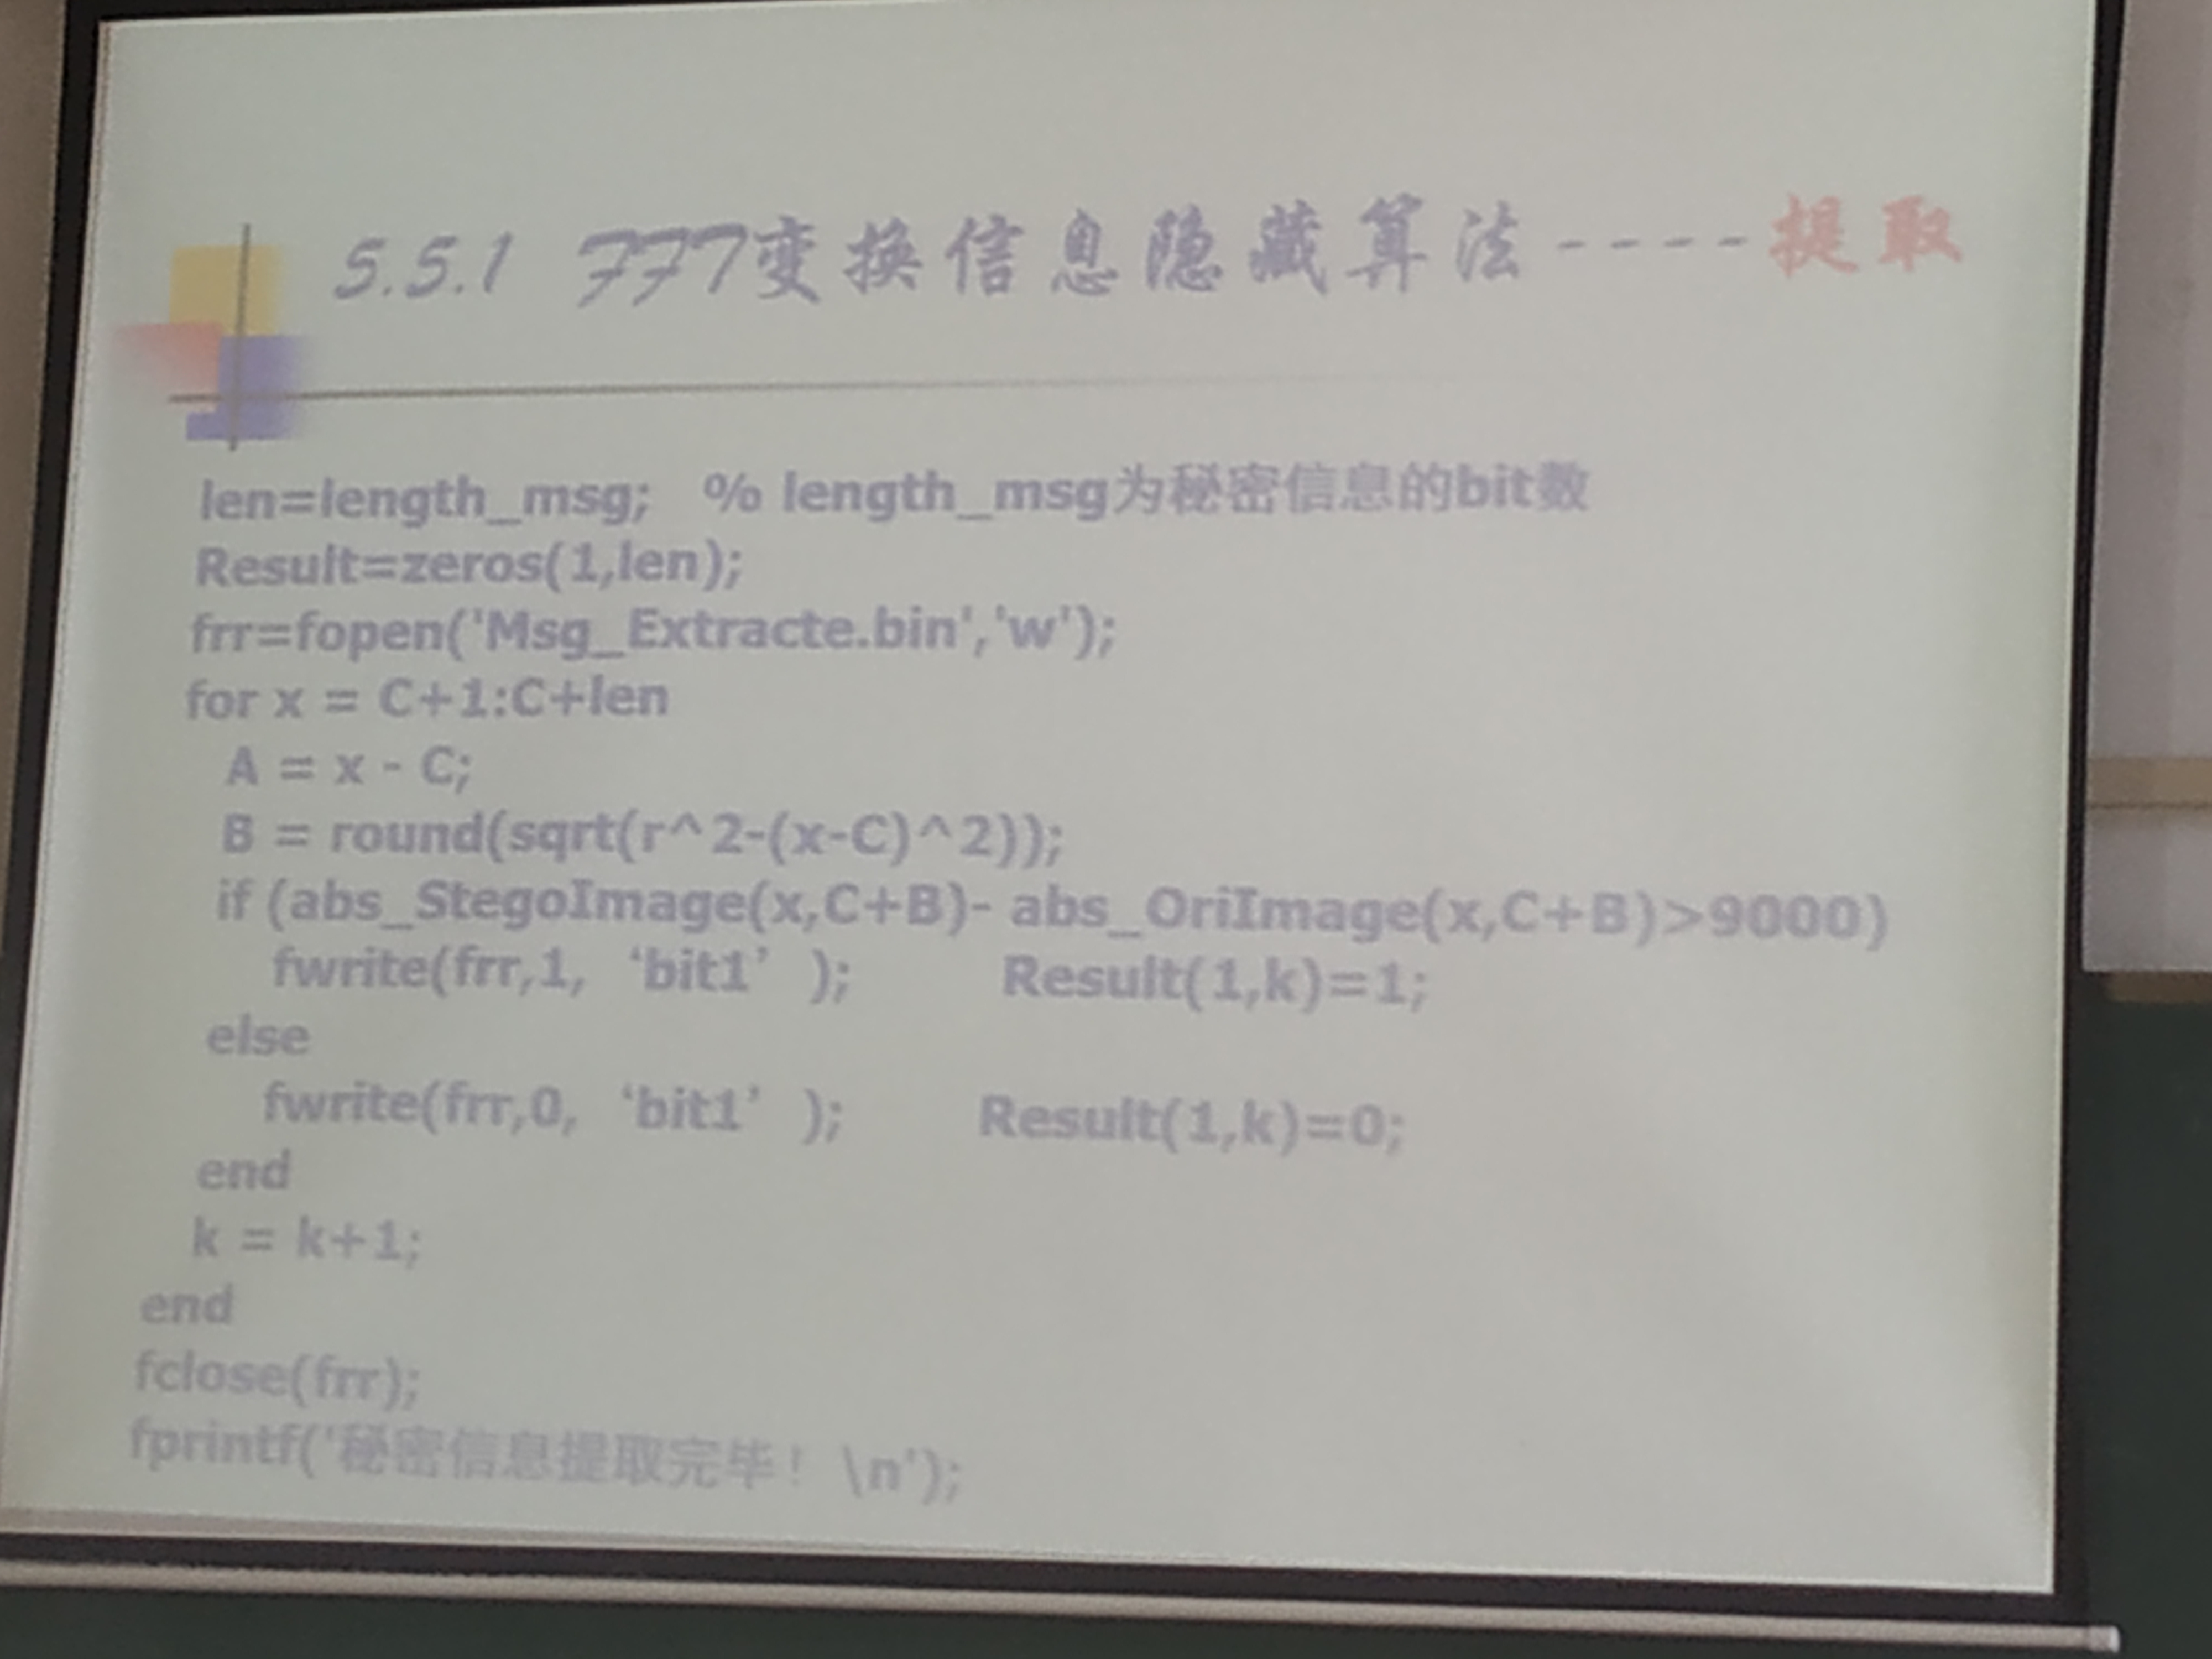 5.5.1 FFT变换信息隐藏算法----提取
len=length_msg; % length_msg为秘密信息的bit数
Result=zeros(1,len);
frr=fopen('Msg_Extracte.bin','w');
for x = C+1:C+len
A = x - C;
B = round(sqrt(r^2-(x-C)^2));
if (abs_StegoImage(x,C+B)- abs_OriImage(x,C+B)>9000)
fwrite(frr,1, ‘bit1’ ); Result(1,k)=1;
else
fwrite(frr,0, ‘bit1’ ); Result(1,k)=0;
end
k = k+1;
end
fclose(frr);
fprintf('秘密信息提取完毕！\n');